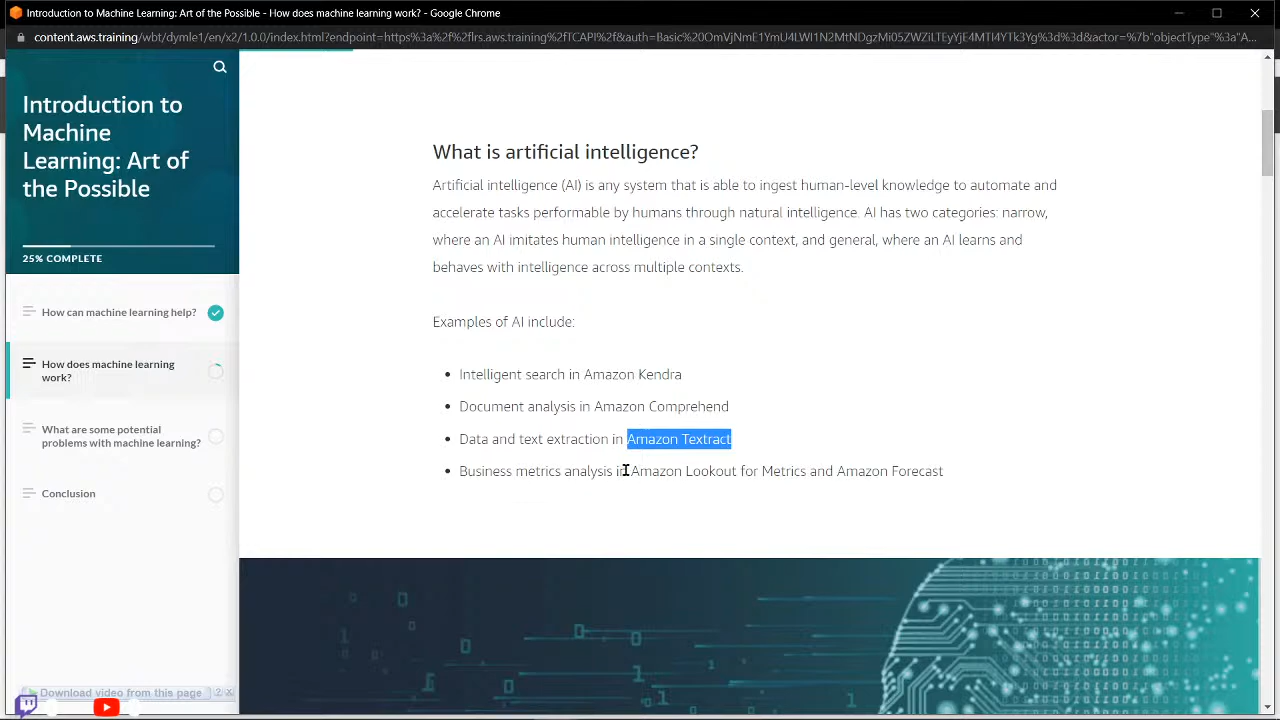 Introduction to Machine Learning: Art of the Possible - How does machine learning work? - Google Chrome
content.aws.training/wbt/dymle1/en/x2/1.0.0/index.html?endpoint=https%3a%2f%2flrs.aws.training%2fTCAPI%2f&auth=Basic%20OmVjNmE1YmU4LWI1N2MtNDgzMi05ZWZiLTEyYjE4MTI4YTk3Yg%3d%3d&actor=%7b"objectType"%3a"A...
Introduction to
Machine
Learning: Art of
the Possible
25% COMPLETE
How can machine learning help?
How does machine learning
work?
What are some potential
problems with machine learning?
Conclusion
Download video from this page ? X
What is artificial intelligence?
Artificial intelligence (AI) is any system that is able to ingest human-level knowledge to automate and
accelerate tasks performable by humans through natural intelligence. AI has two categories: narrow,
where an AI imitates human intelligence in a single context, and general, where an AI learns and
behaves with intelligence across multiple contexts.
Examples of AI include:
• Intelligent search in Amazon Kendra
• Document analysis in Amazon Comprehend
• Data and text extraction in Amazon Textract
• Business metrics analysis in Amazon Lookout for Metrics and Amazon Forecast